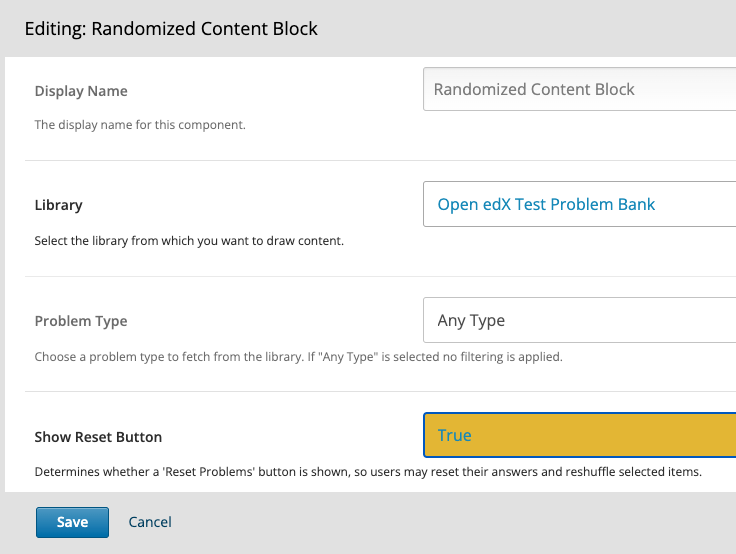 Editing: Randomized Content Block
Display Name
Randomized Content Block
The display name for this component.
Library
Open edX Test Problem Bank
Select the library from which you want to draw content.
Problem Type
Any Type
Choose a problem type to fetch from the library. If "Any Type" is selected no filtering is applied.
Show Reset Button
True
Determines whether a 'Reset Problems' button is shown, so users may reset their answers and reshuffle selected items.
Save
Cancel